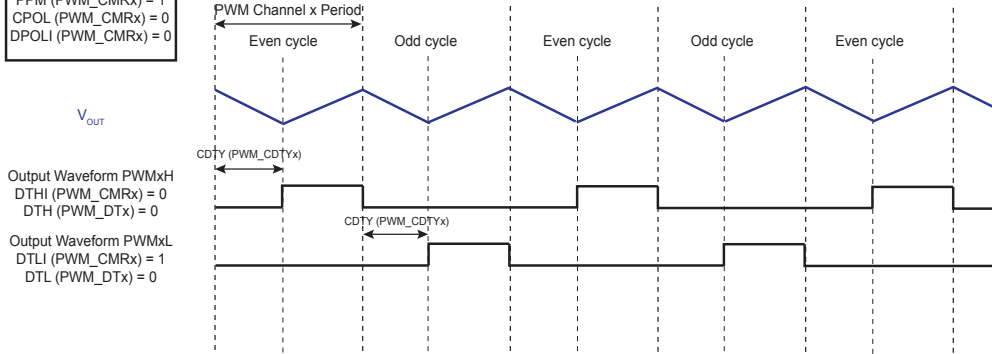 PPM (PWM_CMRx) = 1
CPOL (PWM_CMRx) = 0
DPOLI (PWM_CMRx) = 0
PWM Channel x Period
Even cycle
Odd cycle
Even cycle
Odd cycle
Even cycle
VOUT
CDTY (PWM_CDTYx)
Output Waveform PWMxH
DTHI (PWM_CMRx) = 0
DTH (PWM_DTx) = 0
CDTY (PWM_CDTYx)
Output Waveform PWMxL
DTLI (PWM_CMRx) = 1
DTL (PWM_DTx) = 0